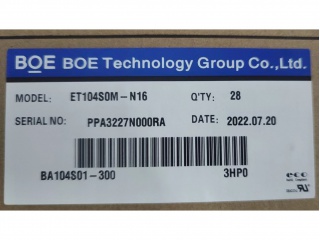 BOE BOE Technology Group Co.,Ltd.
MODEL: ET104S0M-N16 Q'TY: 28
SERIAL NO: PPA3227N000RA DATE: 2022.07.20
BA104S01-300 3HP0
eco